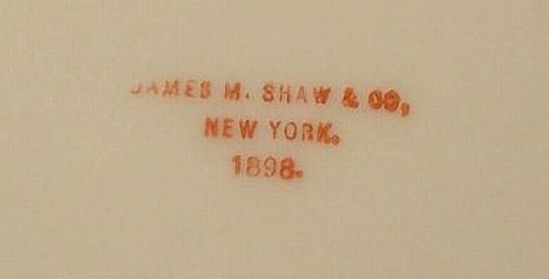 JAMES M. SHAW & CO,
NEW YORK.
1898.